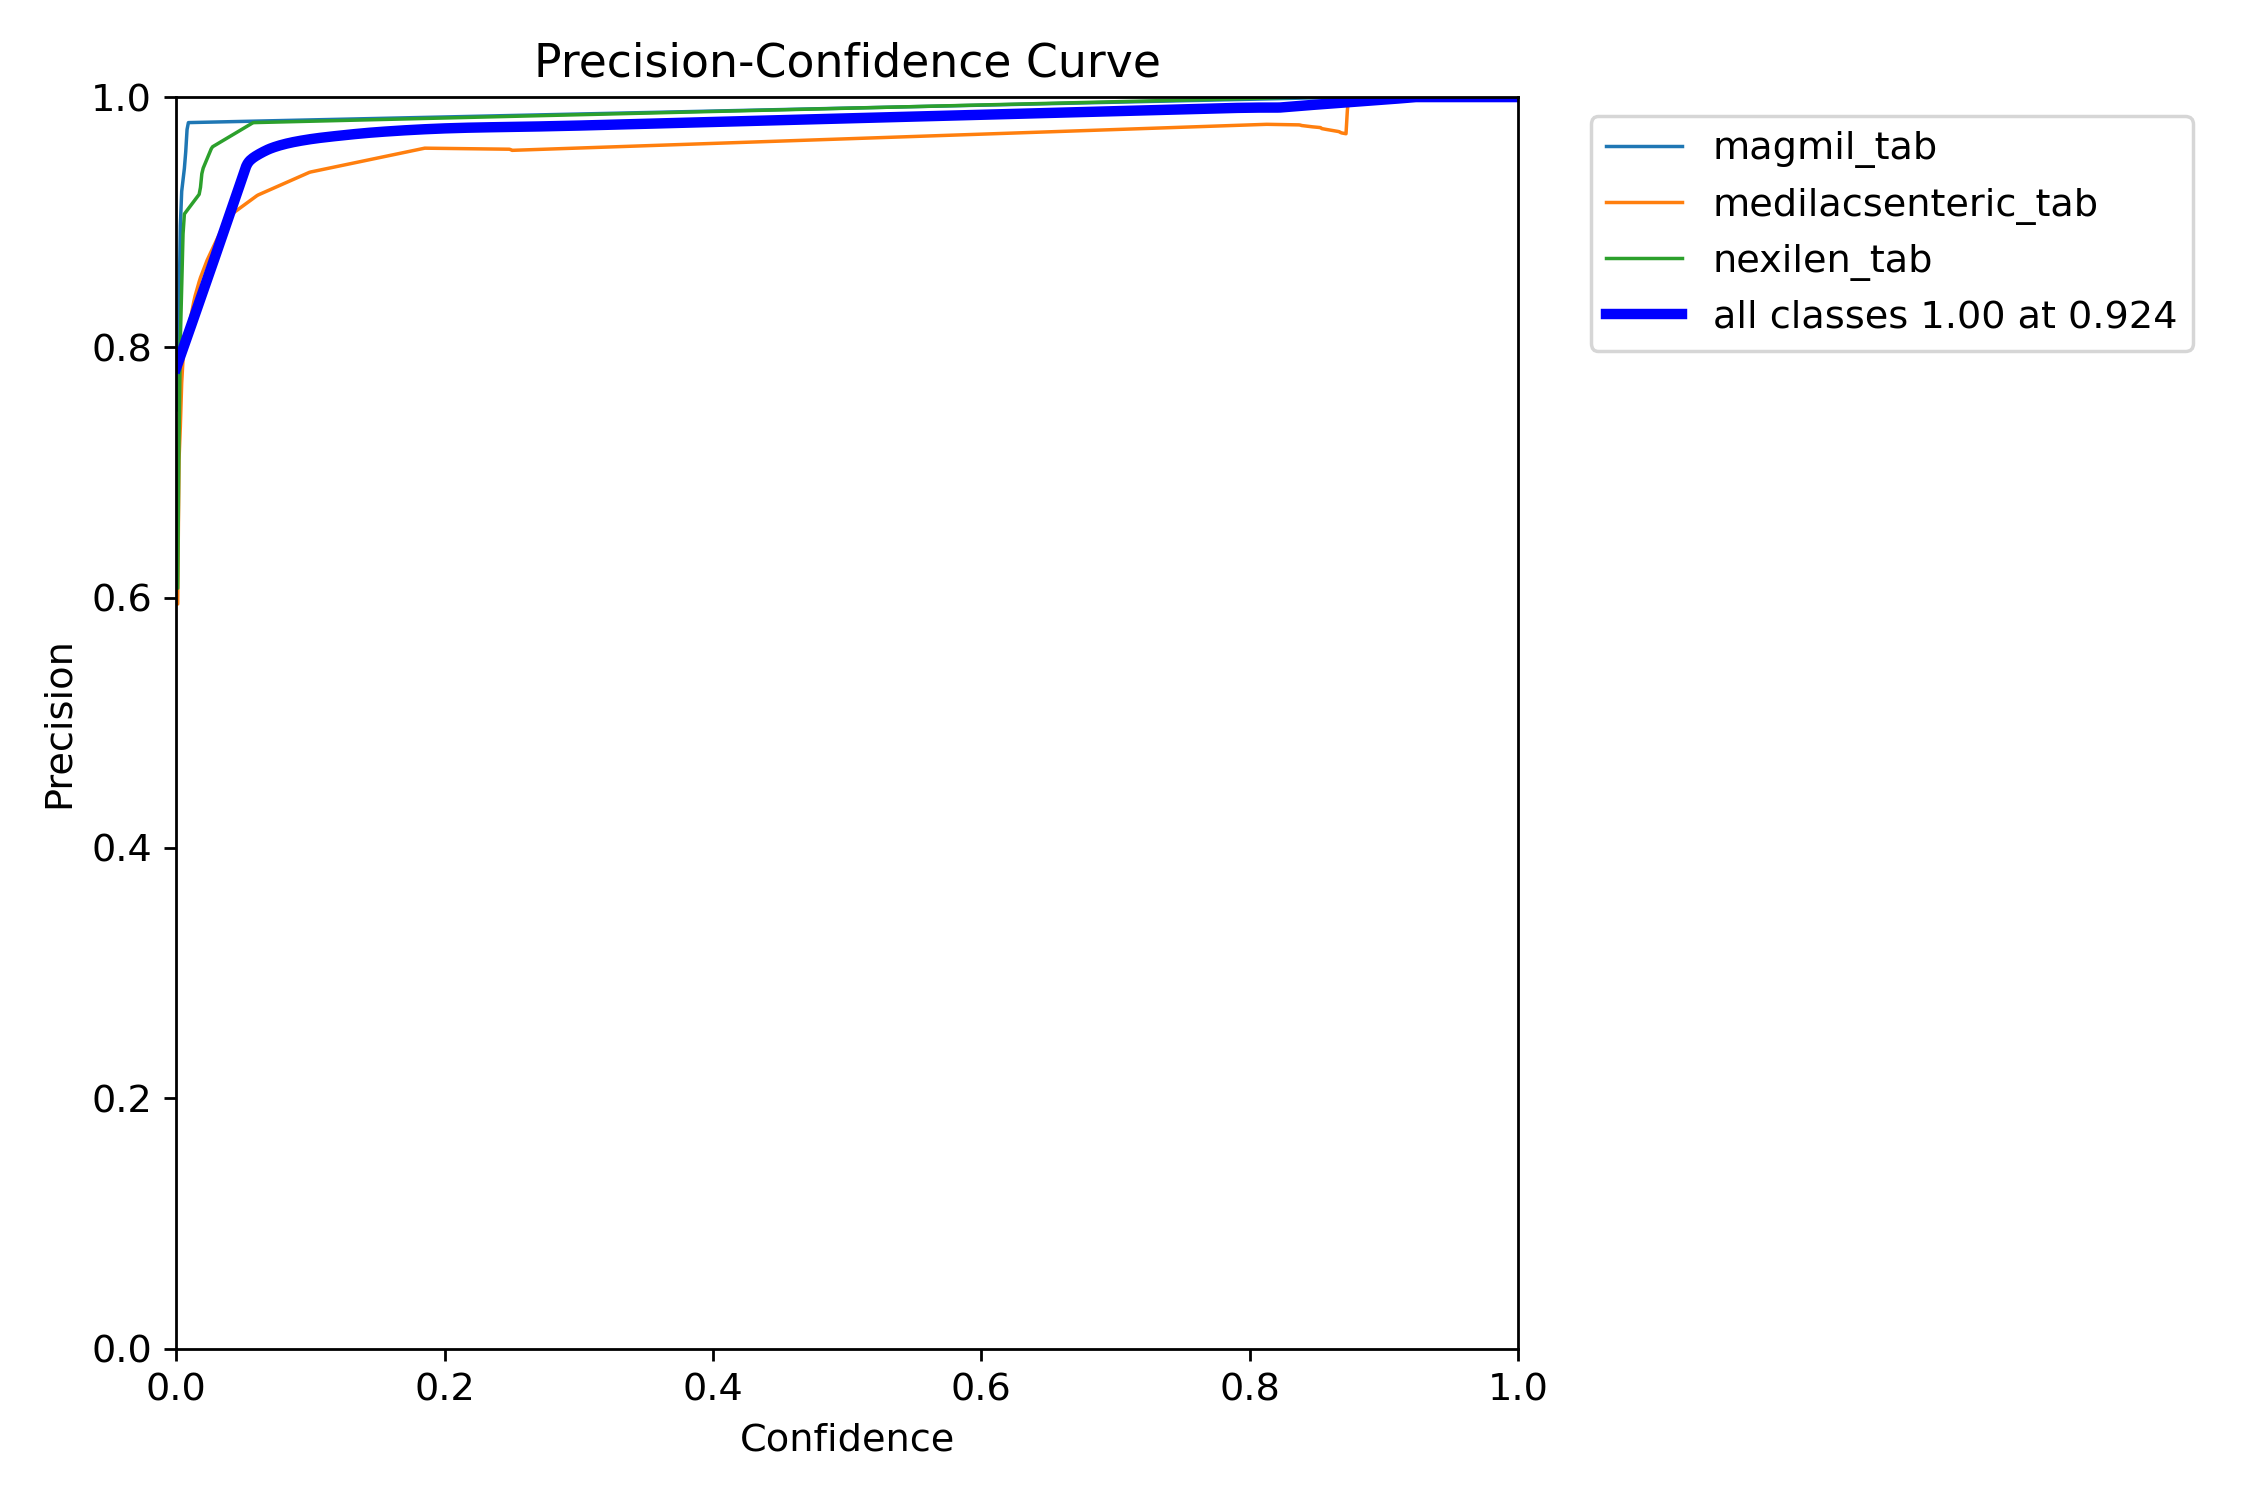 Precision-Confidence Curve
1.0
0.8
0.6
0.4
0.2
0.0
Precision
0.0 0.2 0.4 0.6 0.8 1.0
Confidence
magmil_tab
medilacsenteric_tab
nexilen_tab
all classes 1.00 at 0.924